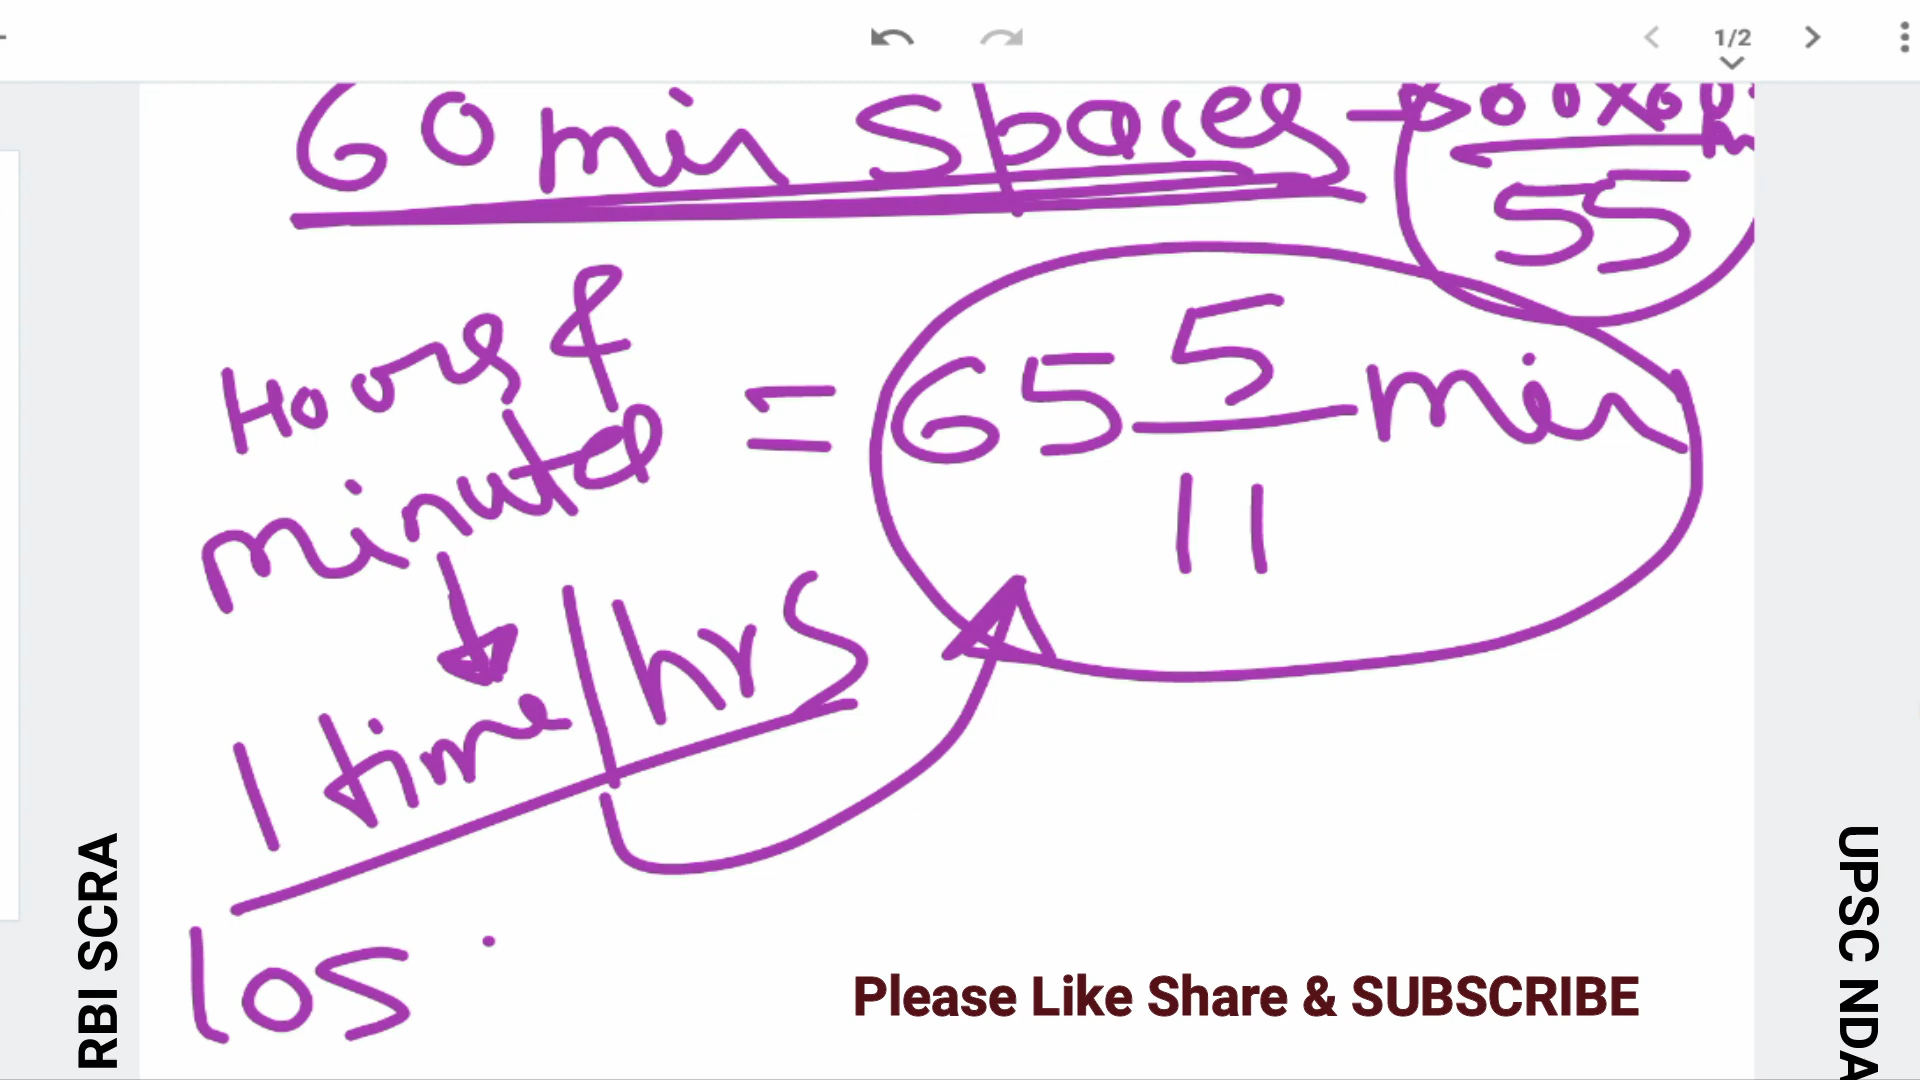 1/2
60 min spaces
55
Hours &
minutes
= 65 5/11 min
1 time/hrs
los
RBI SCRA
UPSC NDA
Please Like Share & SUBSCRIBE